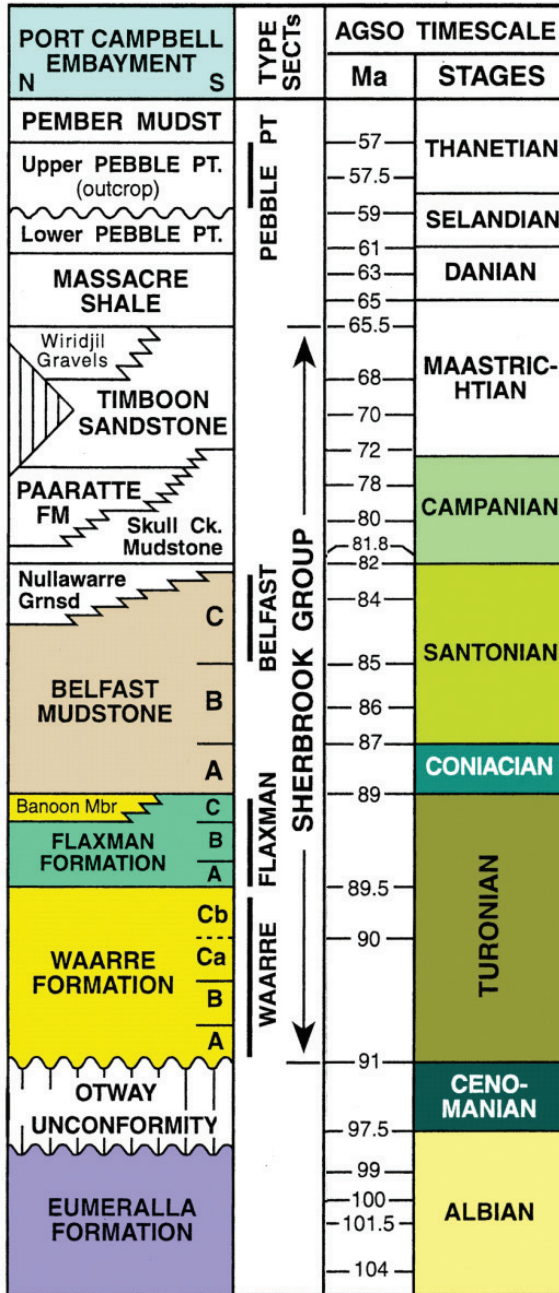 PORT CAMPBELL
EMBAYMENT
N S
TYPE
SECTS
AGSO TIMESCALE
Ma
STAGES
PEMBER MUDST
Upper PEBBLE PT.
(outcrop)
Lower PEBBLE PT.
MASSACRE
SHALE
Wiridjil
Gravels
TIMBOON
SANDSTONE
PAARATTE
FM
Skull Ck.
Mudstone
Nullawarre
Grnsd
C
BELFAST
MUDSTONE
B
A
Banoon Mbr
C
FLAXMAN
FORMATION
B
A
Cb
WAARRE
FORMATION
Ca
B
A
OTWAY
UNCONFORMITY
EUMERALLA
FORMATION
PEBBLE PT
BELFAST
FLAXMAN
WAARRE
SHERBROOK GROUP
57
57.5
59
61
63
65
65.5
68
70
72
78
80
81.8
82
84
85
86
87
89
89.5
90
91
97.5
99
100
101.5
104
THANETIAN
SELANDIAN
DANIAN
MAASTRIC-
HTIAN
CAMPANIAN
SANTONIAN
CONIACIAN
TURONIAN
CENO-
MANIAN
ALBIAN